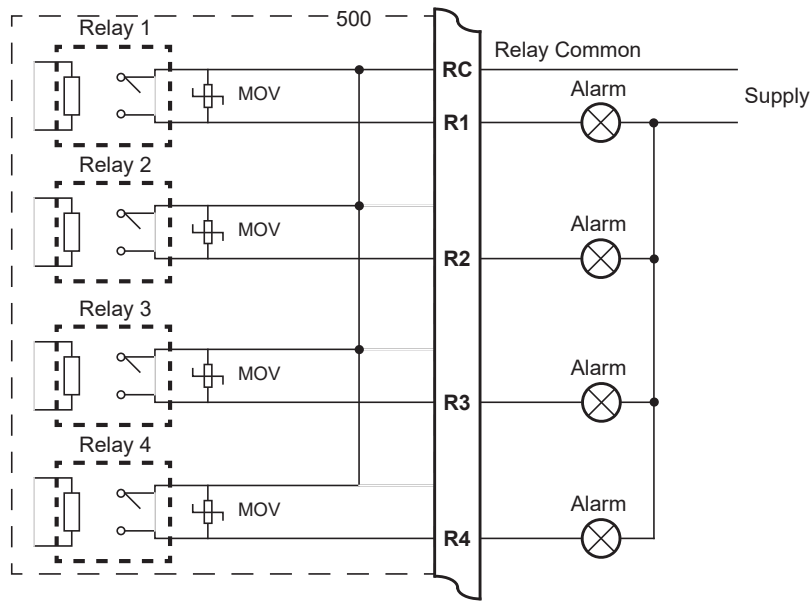 500
Relay 1
MOV
RC
Relay Common
Alarm
Supply
R1
Relay 2
MOV
Alarm
R2
Relay 3
MOV
Alarm
R3
Relay 4
MOV
Alarm
R4